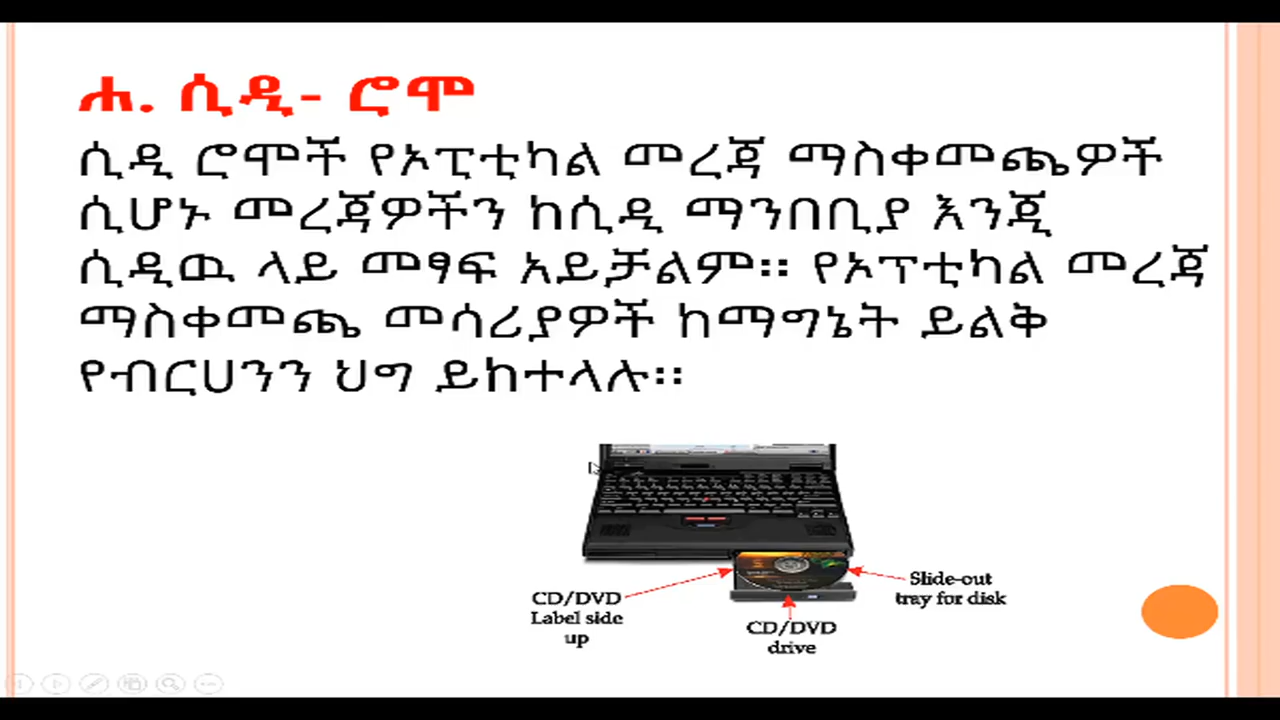 ሐ. ሲዲ- ሮሞ
ሲዲ ሮሞች የኦፒቲካል መረጃ ማስቀመጫዎች
ሲሆኑ መረጃዎችን ከሲዲ ማንበቢያ እንጂ
ሲዲዉ ላይ መፃፍ አይቻልም፡፡ የኦፕቲካል መረጃ
ማስቀመጫ መሳሪያዎች ከማግኔት ይልቅ
የብርሀንን ህግ ይከተላሉ፡፡
CD/DVD
Label side
up
CD/DVD
drive
Slide-out
tray for disk